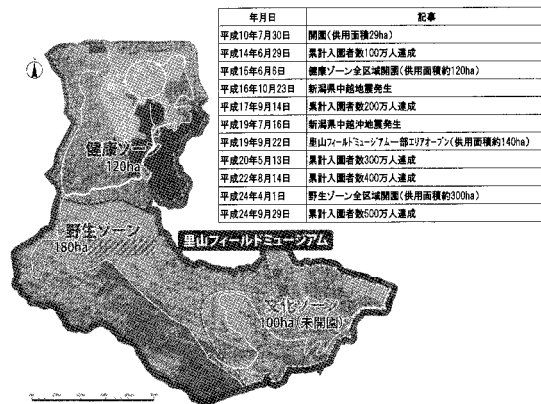 年月日 記事
平成10年7月30日 開園(供用面積29ha)
平成14年6月29日 累計入園者数100万人達成
平成15年6月6日 健康ゾーン全区域開園(供用面積約120ha)
平成16年10月23日 新潟県中越地震発生
平成17年9月14日 累計入園者数200万人達成
平成19年7月16日 新潟県中越沖地震発生
平成19年9月22日 里山フィールドミュージアム一部エリアオープン(供用面積約140ha)
平成20年5月13日 累計入園者数300万人達成
平成22年8月14日 累計入園者数400万人達成
平成24年4月1日 野生ゾーン全区域開園(供用面積約300ha)
平成24年9月29日 累計入園者数500万人達成
健康ゾーン
120ha
野生ゾーン
180ha
里山フィールドミュージアム
文化ゾーン
100ha(未開園)